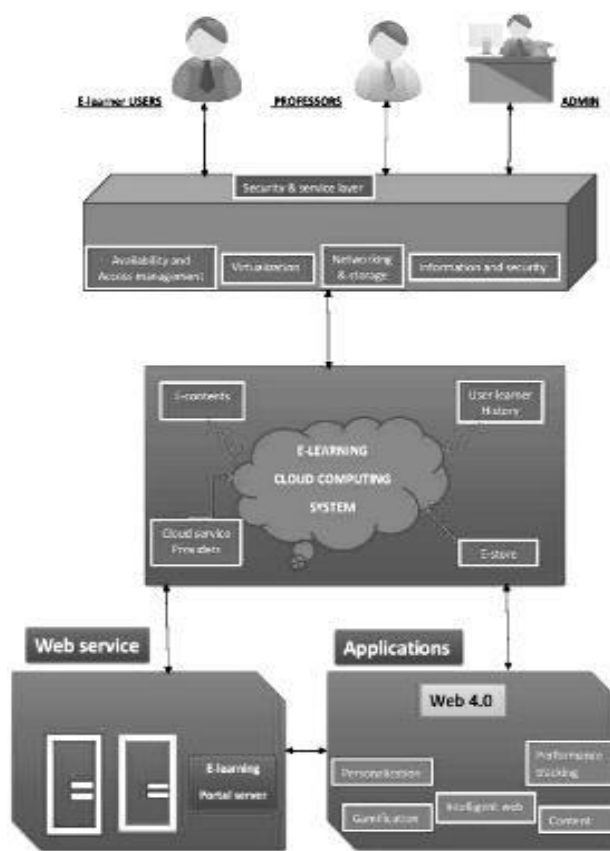 E-learner USERS
PROFESSORS
ADMIN
Security & service layer
Availability and
Access management
Virtualization
Networking
& storage
Information and security
E-contents
User learner
History
E-LEARNING
CLOUD COMPUTING
SYSTEM
Cloud service
Providers
E-store
Web service
Applications
Web 4.0
E-learning
Portal server
Personalization
Performance
tracking
Gamification
Intelligent web
Content